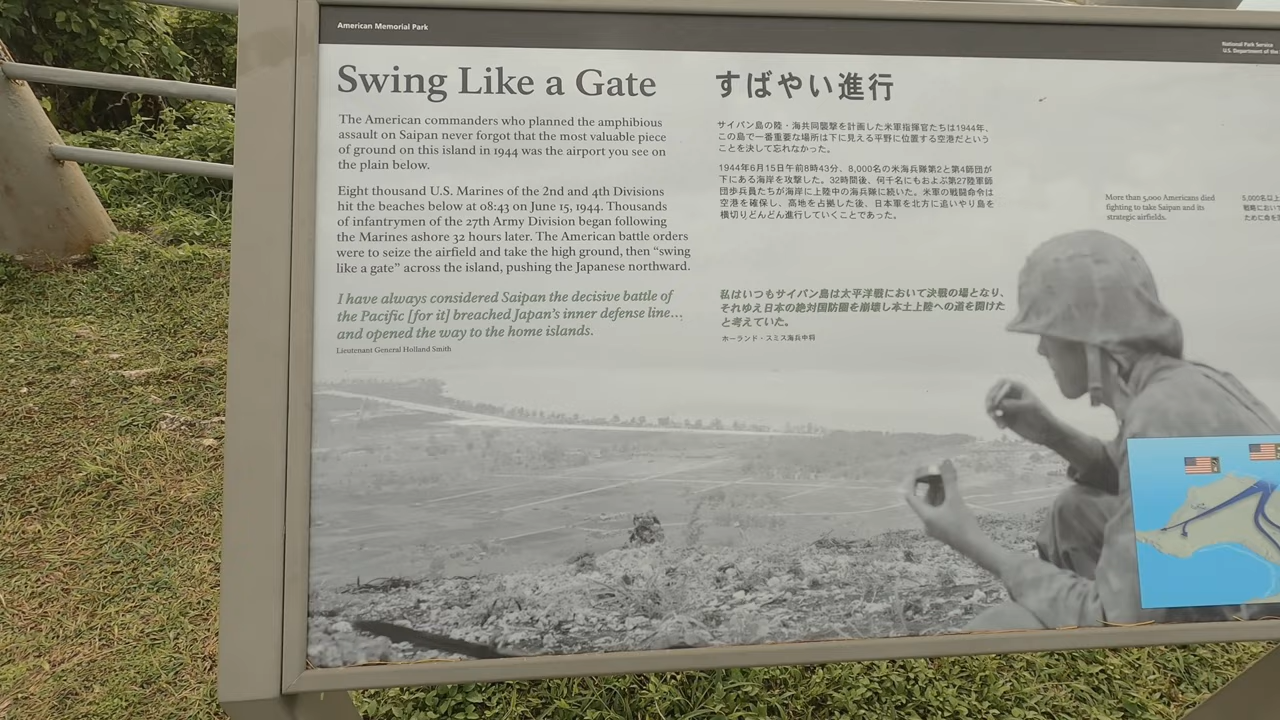 American Memorial Park
National Park Service
U.S. Department of the
Swing Like a Gate
The American commanders who planned the amphibious
assault on Saipan never forgot that the most valuable piece
of ground on this island in 1944 was the airport you see on
the plain below.
Eight thousand U.S. Marines of the 2nd and 4th Divisions
hit the beaches below at 08:43 on June 15, 1944. Thousands
of infantrymen of the 27th Army Division began following
the Marines ashore 32 hours later. The American battle orders
were to seize the airfield and take the high ground, then “swing
like a gate” across the island, pushing the Japanese northward.
I have always considered Saipan the decisive battle of
the Pacific [for it] breached Japan’s inner defense line…
and opened the way to the home islands.
Lieutenant General Holland Smith
すばやい進行
サイパン島の陸・海共同襲撃を計画した米軍指揮官たちは1944年、
この島で一番重要な場所は下に見える平野に位置する空港だという
ことを決して忘れなかった。
1944年6月15日午前8時43分、8,000名の米海兵隊第2と第4師団が
下にある海岸を攻撃した。32時間後、何千名にもおよぶ第27陸軍師
団歩兵員たちが海岸に上陸中の海兵隊に続いた。米軍の戦闘命令は
空港を確保し、高地を占拠した後、日本軍を北方に追いやり島を
横切りどんどん進行していくことであった。
私はいつもサイパン島は太平洋戦において決戦の場となり、
それゆえ日本の絶対国防圏を崩壊し本土上陸への道を開けた
と考えていた。
ホーランド・スミス海兵中将
More than 5,000 Americans died
fighting to take Saipan and its
strategic airfields.
5,000名以上
戦略におい
ために命を